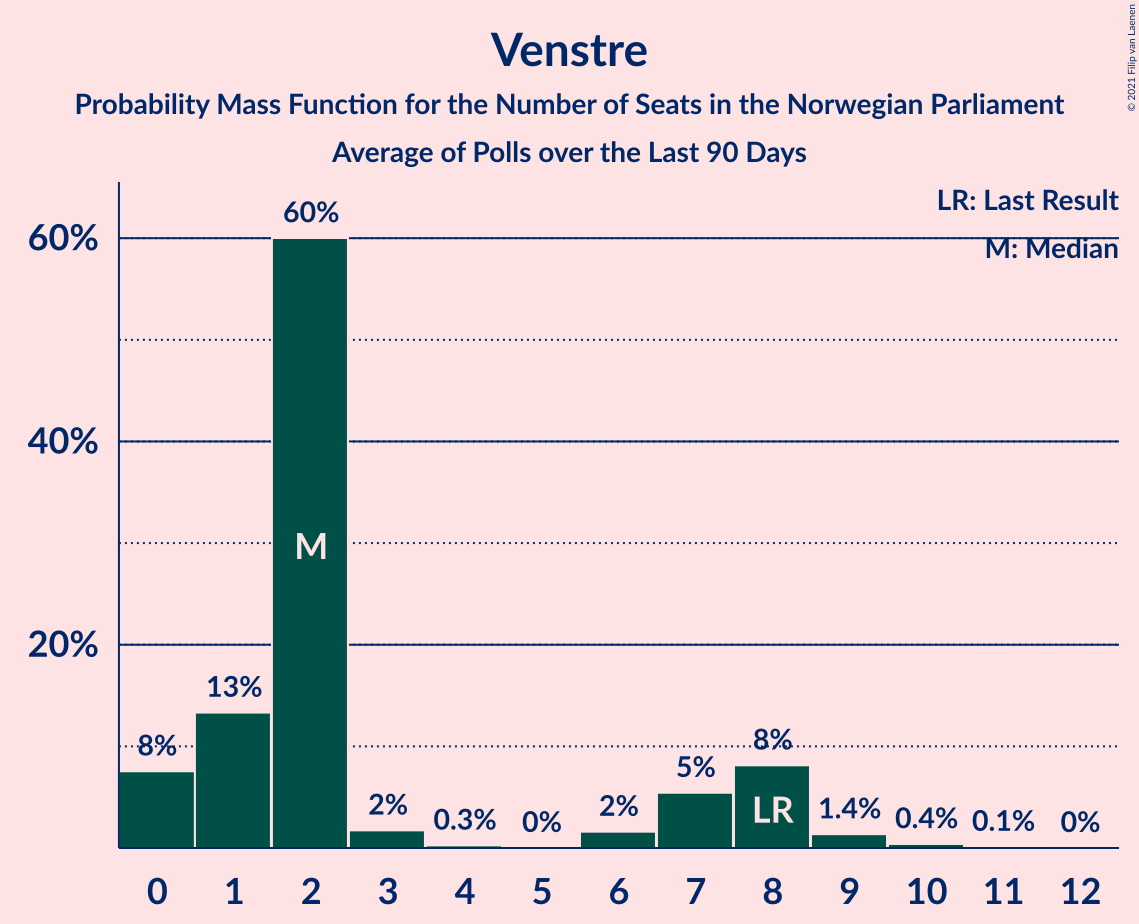 Venstre
Probability Mass Function for the Number of Seats in the Norwegian Parliament
Average of Polls over the Last 90 Days
© 2021 Filip van Laenen
LR: Last Result
M: Median
60%
40%
20%
8%
13%
60%
2%
0.3%
0%
2%
5%
8%
1.4%
0.4%
0.1%
0%
M
LR
0 1 2 3 4 5 6 7 8 9 10 11 12